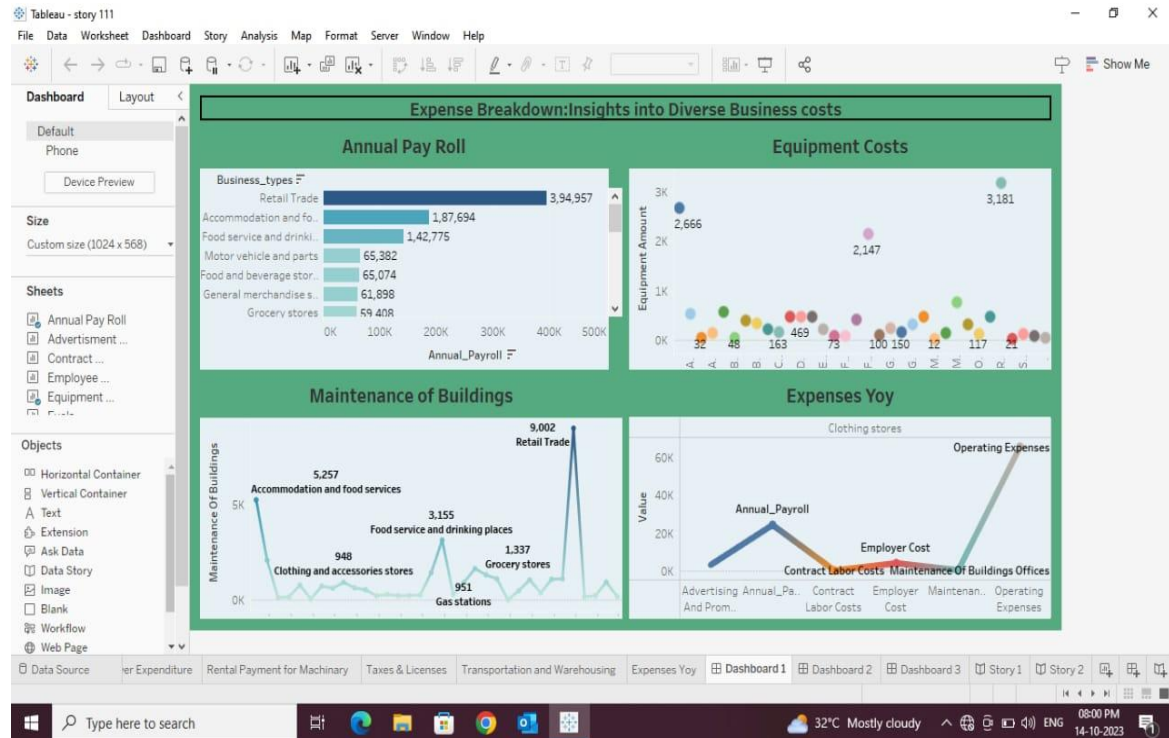 Tableau - story 111
File Data Worksheet Dashboard Story Analysis Map Format Server Window Help
Show Me
Dashboard Layout
Default
Phone
Device Preview
Size
Custom size (1024 x 568)
Sheets
Annual Pay Roll
Advertisment ...
Contract ...
Employee ...
Equipment ...
Objects
Horizontal Container
Vertical Container
Text
Extension
Ask Data
Data Story
Image
Blank
Workflow
Web Page
Expense Breakdown:Insights into Diverse Business costs
Annual Pay Roll
Business_types
Retail Trade 3,94,957
Accommodation and fo.. 1,87,694
Food service and drinki.. 1,42,775
Motor vehicle and parts 65,382
Food and beverage stor.. 65,074
General merchandise s.. 61,898
Grocery stores 59,408
0K 100K 200K 300K 400K 500K
Annual_Payroll
Equipment Costs
Equipment Amount
3K
2K
1K
0K
2,666
2,147
3,181
32 48 163 469 73 100 150 12 117 21
A.. A.. B.. B.. C.. D.. E.. F.. F.. G.. G.. M.. M.. O.. R.. S..
Maintenance of Buildings
Maintenance Of Buildings
5K
0K
9,002
Retail Trade
5,257
Accommodation and food services
3,155
Food service and drinking places
948
Clothing and accessories stores
1,337
Grocery stores
951
Gas stations
Expenses Yoy
Clothing stores
Value
60K
40K
20K
0K
Operating Expenses
Annual_Payroll
Employer Cost
Contract Labor Costs Maintenance Of Buildings Offices
Advertising And Prom..
Annual_Pa..
Contract Labor Costs
Employer Cost
Maintenan..
Operating Expenses
Data Source er Expenditure Rental Payment for Machinary Taxes & Licenses Transportation and Warehousing Expenses Yoy Dashboard 1 Dashboard 2 Dashboard 3 Story 1 Story 2
Type here to search
32°C Mostly cloudy
ENG
08:00 PM
14-10-2023
1